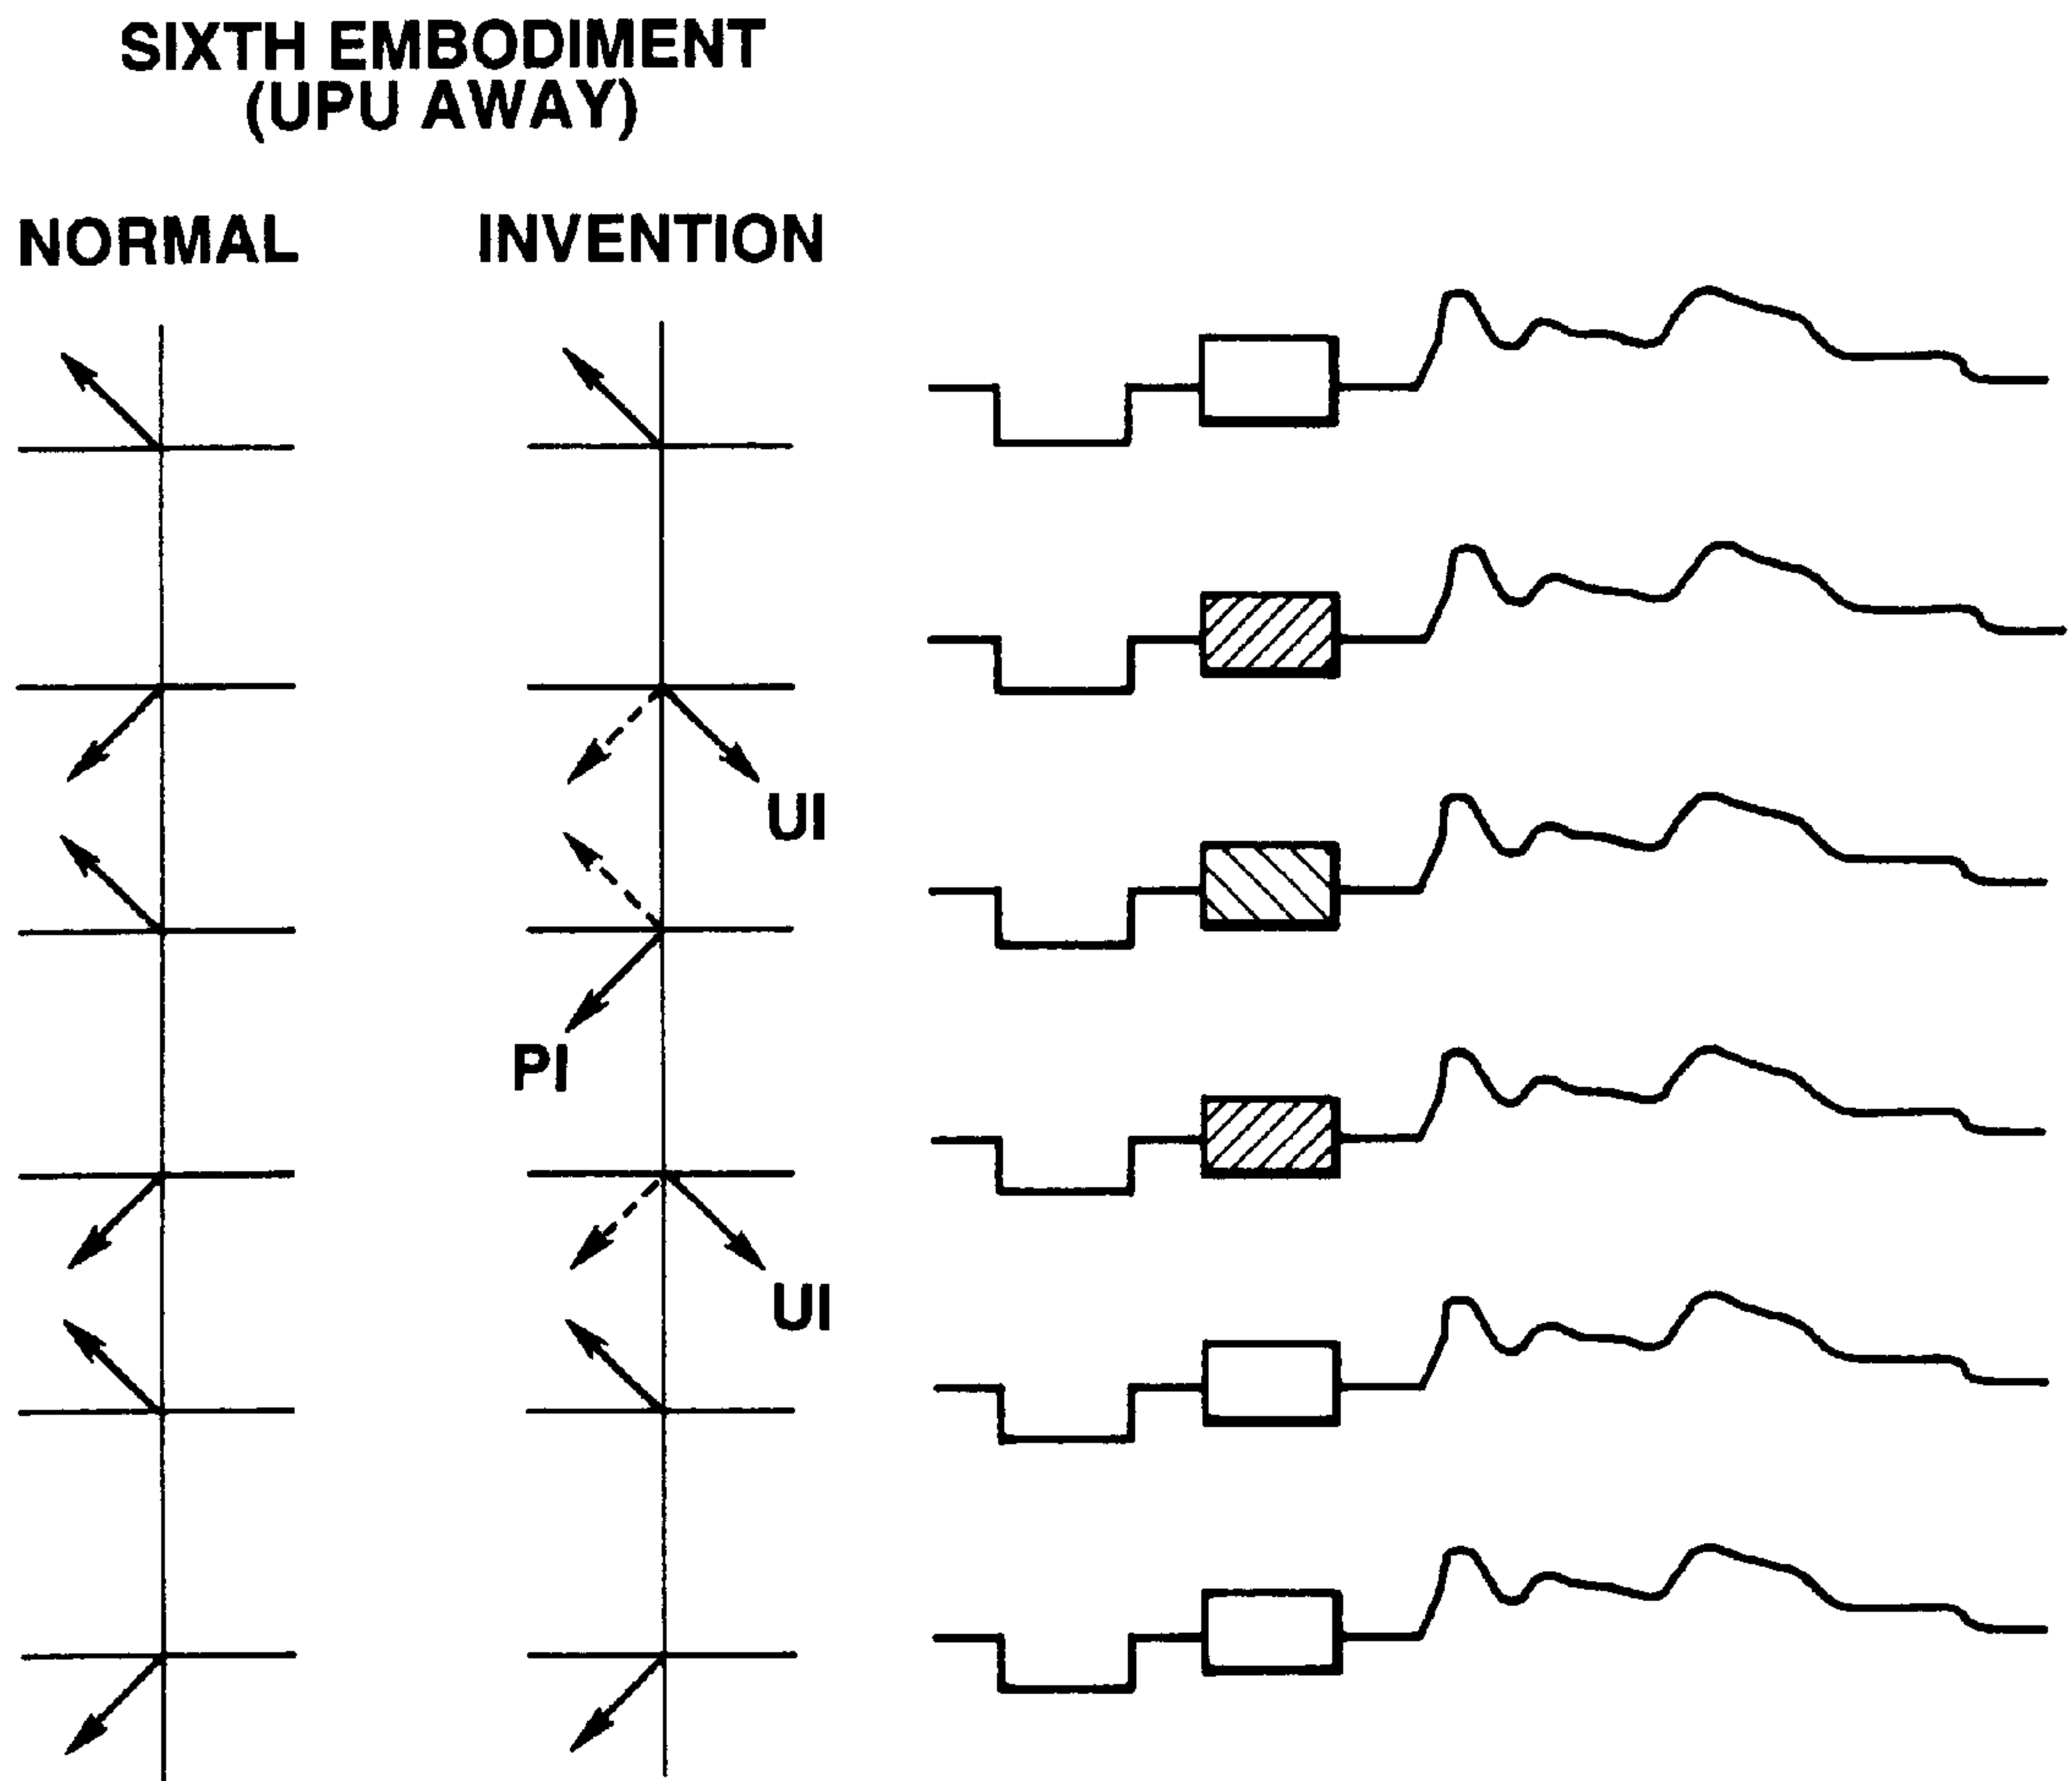 SIXTH EMBODIMENT
(UPU AWAY)
NORMAL
INVENTION
UI
PI
UI